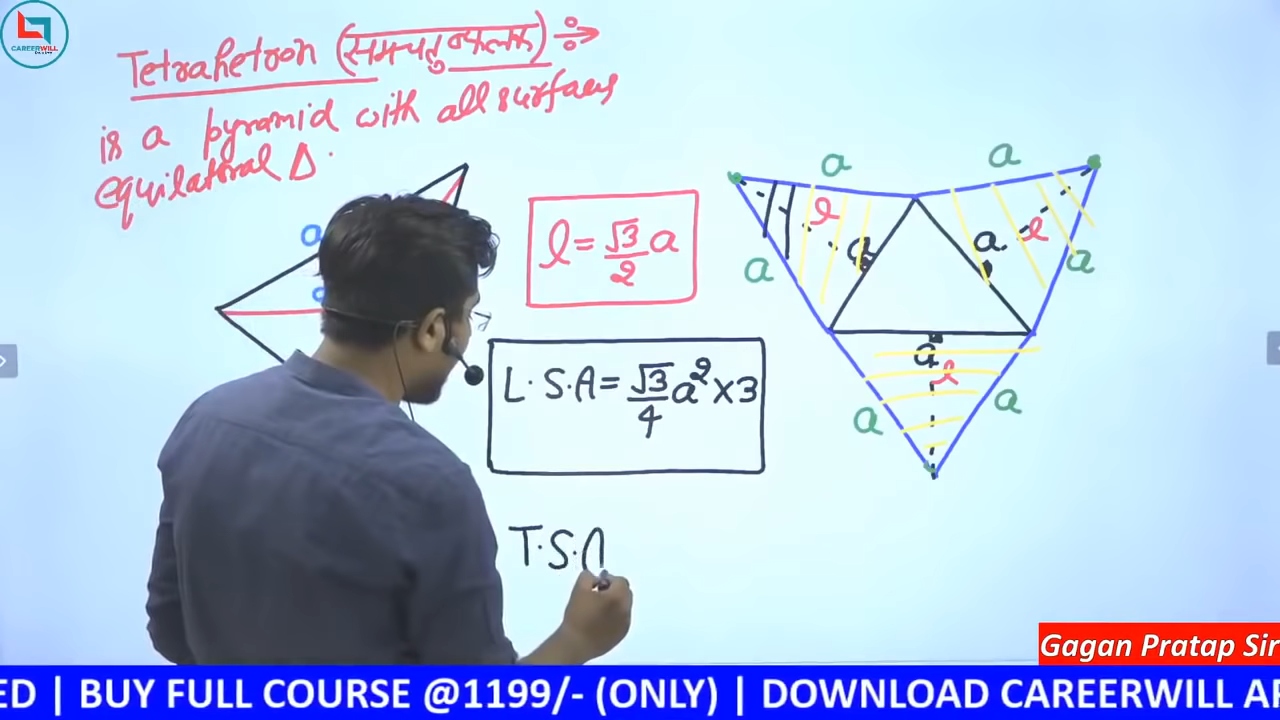 CAREERWILL
Tetrahetron (समचतुष्फलक) ÷→
is a pyramid with all surfaces
equilateral Δ.
l = √3/2 a
L.S.A = √3/4 a² × 3
T.S.A
a
a
a
a
a
a
a
a
a
a
l
l
l
Gagan Pratap Sir
ED | BUY FULL COURSE @1199/- (ONLY) | DOWNLOAD CAREERWILL AP